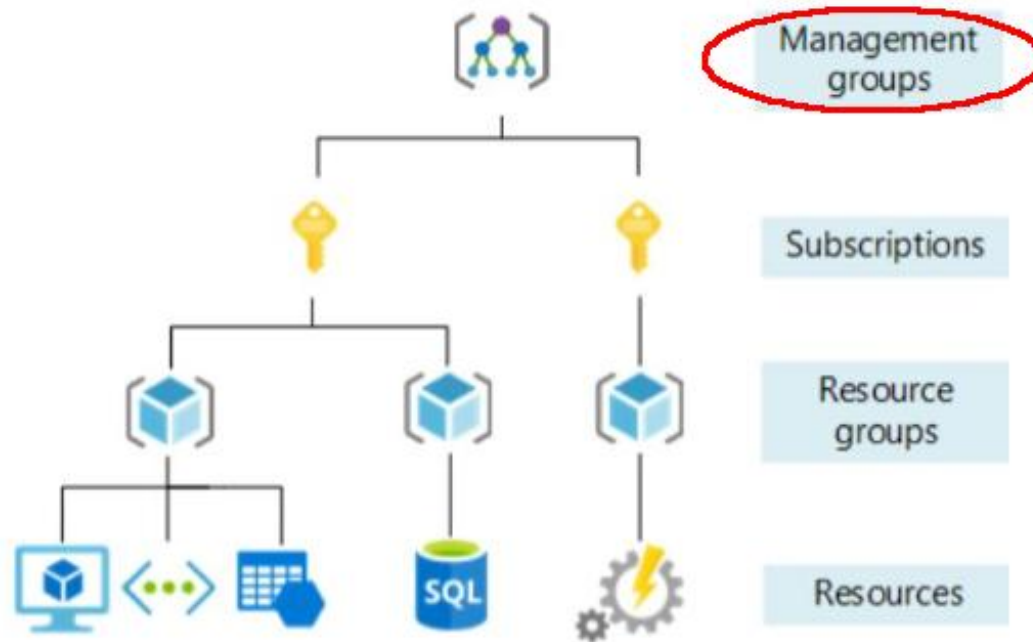 Management
groups
Subscriptions
Resource
groups
SQL
Resources